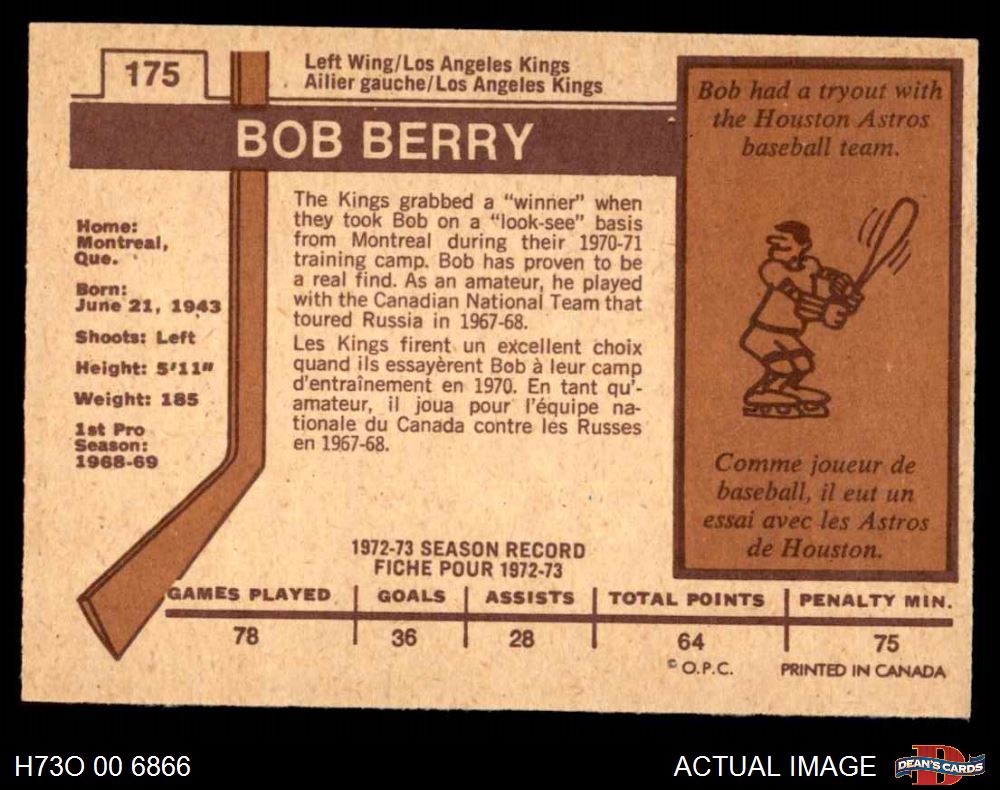 175
Left Wing/Los Angeles Kings
Ailier gauche/Los Angeles Kings
BOB BERRY
Home:
Montreal,
Que.
Born:
June 21, 1943
Shoots: Left
Height: 5'11"
Weight: 185
1st Pro
Season:
1968-69
The Kings grabbed a "winner" when
they took Bob on a "look-see" basis
from Montreal during their 1970-71
training camp. Bob has proven to be
a real find. As an amateur, he played
with the Canadian National Team that
toured Russia in 1967-68.
Les Kings firent un excellent choix
quand ils essayèrent Bob à leur camp
d'entraînement en 1970. En tant qu'-
amateur, il joua pour l'équipe na-
tionale du Canada contre les Russes
en 1967-68.
Bob had a tryout with
the Houston Astros
baseball team.
Comme joueur de
baseball, il eut un
essai avec les Astros
de Houston.
1972-73 SEASON RECORD
FICHE POUR 1972-73
GAMES PLAYED GOALS ASSISTS TOTAL POINTS PENALTY MIN.
78 36 28 64 75
© O.P.C. PRINTED IN CANADA
H73O 00 6866 ACTUAL IMAGE DEAN'S CARDS